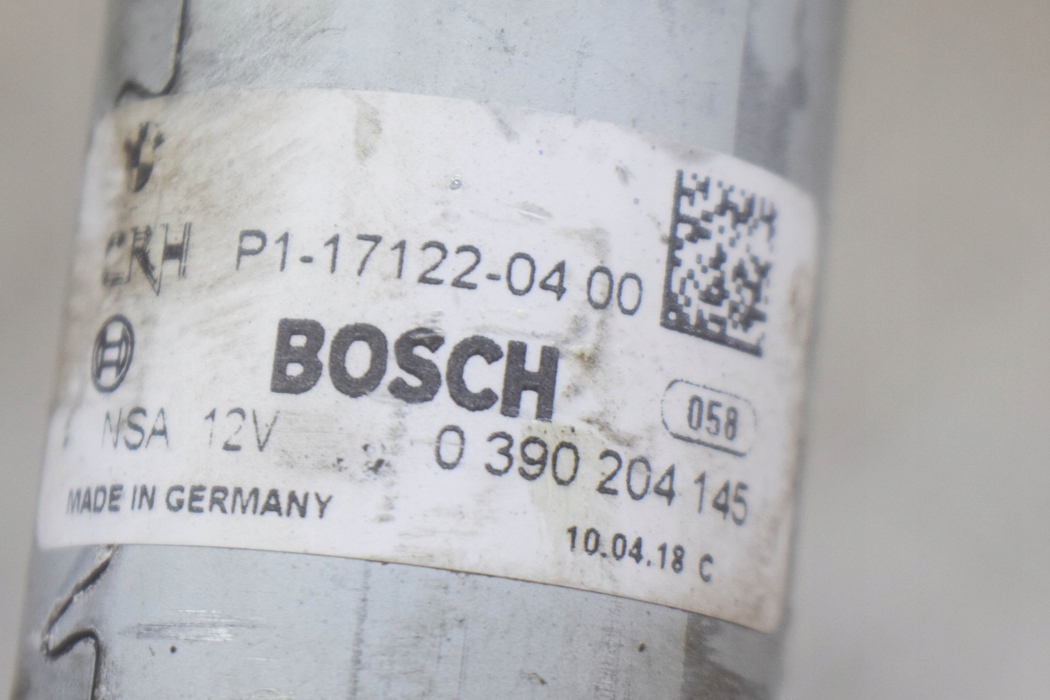 CRH P1-17122-04 00
BOSCH
058
NSA 12V
0 390 204 145
MADE IN GERMANY
10.04.18 C